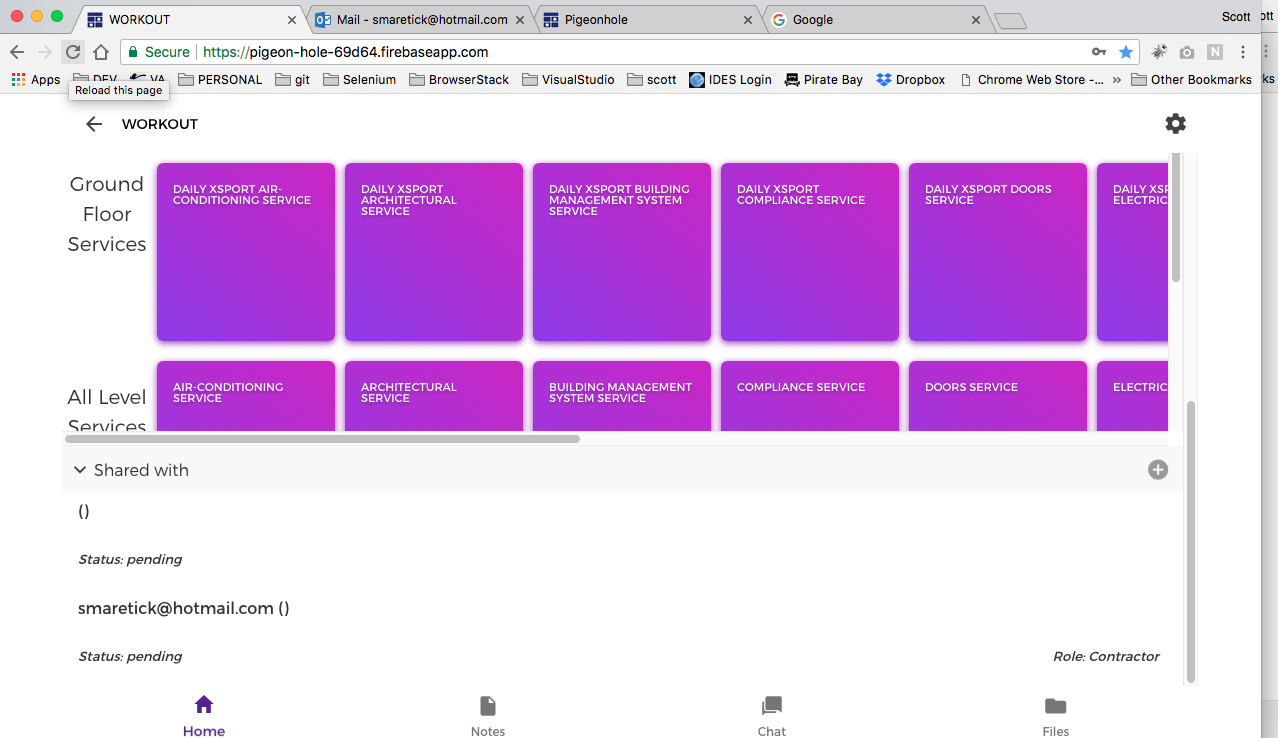 WORKOUT
Mail - smaretick@hotmail.com
Pigeonhole
Google
Scott
ott
Secure
https://pigeon-hole-69d64.firebaseapp.com
N
Apps
DEV
VA
PERSONAL
git
Selenium
BrowserStack
VisualStudio
scott
IDES Login
Pirate Bay
Dropbox
Chrome Web Store -...
»
Other Bookmarks
ks
Reload this page
WORKOUT
Ground
Floor
Services
DAILY XSPORT AIR-
CONDITIONING SERVICE
DAILY XSPORT
ARCHITECTURAL
SERVICE
DAILY XSPORT BUILDING
MANAGEMENT SYSTEM
SERVICE
DAILY XSPORT
COMPLIANCE SERVICE
DAILY XSPORT DOORS
SERVICE
DAILY XSP
ELECTRIC
All Level
Services
AIR-CONDITIONING
SERVICE
ARCHITECTURAL
SERVICE
BUILDING MANAGEMENT
SYSTEM SERVICE
COMPLIANCE SERVICE
DOORS SERVICE
ELECTRIC
Shared with
()
Status: pending
smaretick@hotmail.com ()
Status: pending
Role: Contractor
Home
Notes
Chat
Files